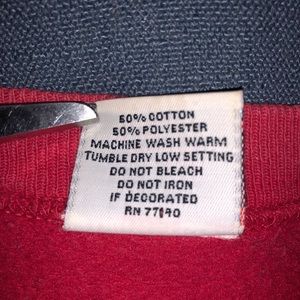 50% COTTON
50% POLYESTER
MACHINE WASH WARM
TUMBLE DRY LOW SETTING
DO NOT BLEACH
DO NOT IRON
IF DECORATED
RN 77140